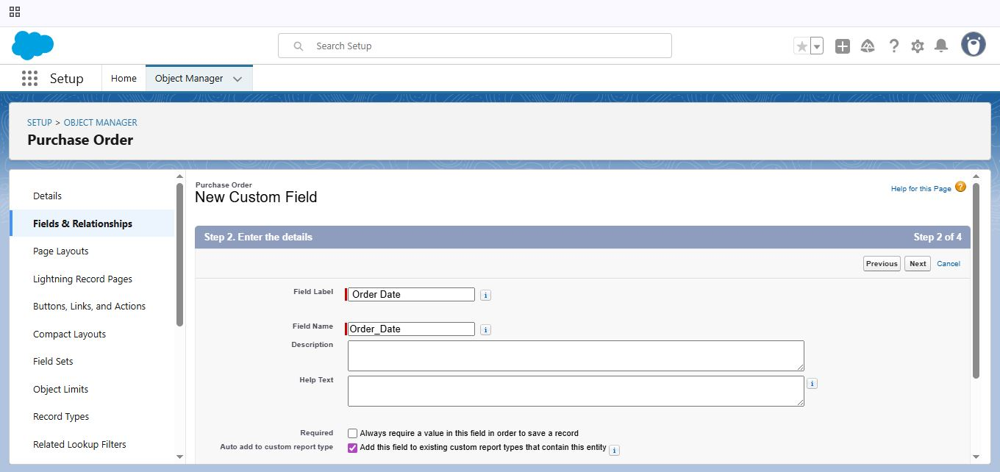 Search Setup
Setup
Home
Object Manager
SETUP > OBJECT MANAGER
Purchase Order
Details
Fields & Relationships
Page Layouts
Lightning Record Pages
Buttons, Links, and Actions
Compact Layouts
Field Sets
Object Limits
Record Types
Related Lookup Filters
Purchase Order
New Custom Field
Help for this Page ?
Step 2. Enter the details
Step 2 of 4
Previous
Next
Cancel
Field Label
Order Date
i
Field Name
Order_Date
i
Description
Help Text
i
Required
Always require a value in this field in order to save a record
Auto add to custom report type
Add this field to existing custom report types that contain this entity
i